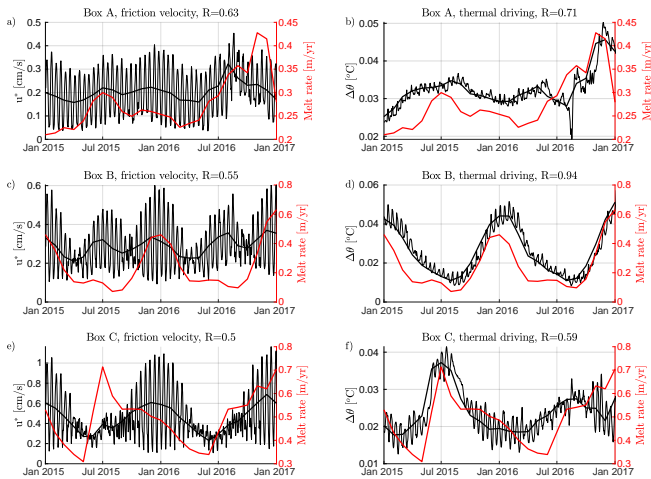 a) Box A, friction velocity, R=0.63
u* [cm/s]
0.5
0.4
0.3
0.2
0.1
0
Jan 2015 Jul 2015 Jan 2016 Jul 2016 Jan 2017
0.45
0.4
0.35
0.3
0.25
0.2
Melt rate [m/yr]
b) Box A, thermal driving, R=0.71
Δθ [°C]
0.05
0.04
0.03
0.02
Jan 2015 Jul 2015 Jan 2016 Jul 2016 Jan 2017
0.45
0.4
0.35
0.3
0.25
0.2
Melt rate [m/yr]
c) Box B, friction velocity, R=0.55
u* [cm/s]
0.6
0.4
0.2
0
Jan 2015 Jul 2015 Jan 2016 Jul 2016 Jan 2017
0.8
0.6
0.4
0.2
0
Melt rate [m/yr]
d) Box B, thermal driving, R=0.94
Δθ [°C]
0.06
0.04
0.02
0
Jan 2015 Jul 2015 Jan 2016 Jul 2016 Jan 2017
0.8
0.6
0.4
0.2
0
Melt rate [m/yr]
e) Box C, friction velocity, R=0.5
u* [cm/s]
1
0.8
0.6
0.4
0.2
0
Jan 2015 Jul 2015 Jan 2016 Jul 2016 Jan 2017
0.8
0.7
0.6
0.5
0.4
0.3
Melt rate [m/yr]
f) Box C, thermal driving, R=0.59
Δθ [°C]
0.04
0.03
0.02
0.01
Jan 2015 Jul 2015 Jan 2016 Jul 2016 Jan 2017
0.8
0.7
0.6
0.5
0.4
0.3
Melt rate [m/yr]